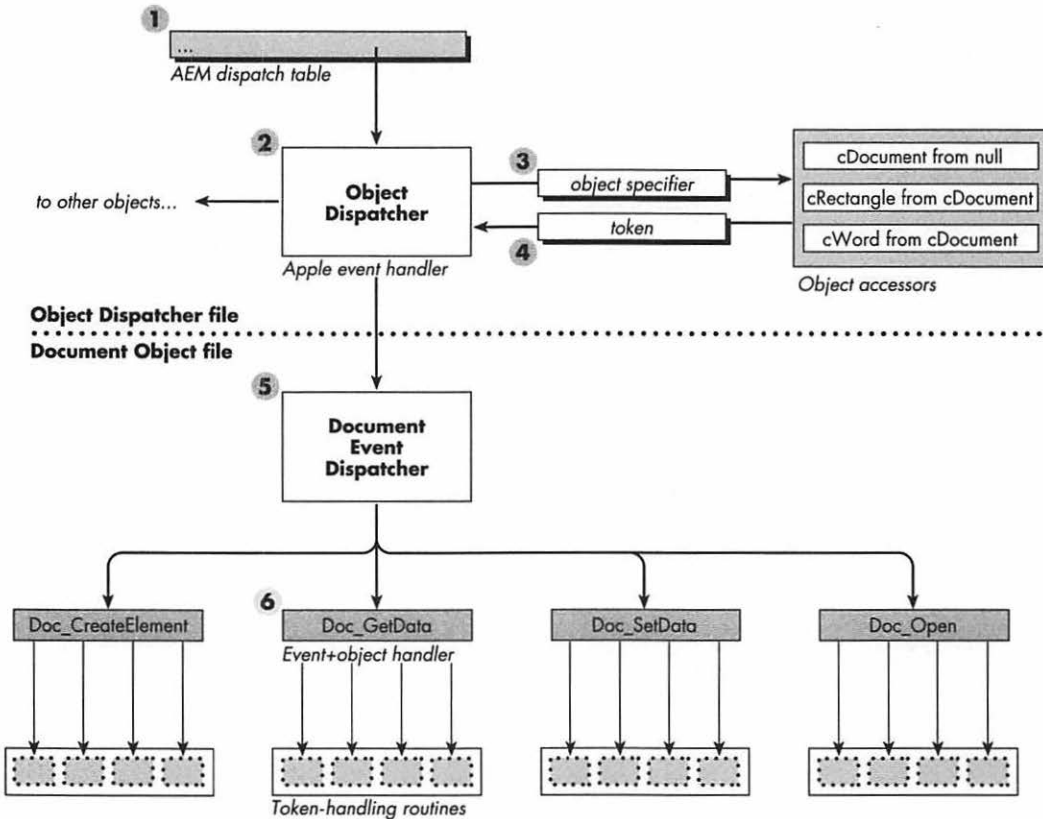 1
...
AEM dispatch table
2
Object
Dispatcher
Apple event handler
to other objects...
3
object specifier
token
4
cDocument from null
cRectangle from cDocument
cWord from cDocument
Object accessors
Object Dispatcher file
Document Object file
5
Document
Event
Dispatcher
Doc_CreateElement
6
Doc_GetData
Event+object handler
Doc_SetData
Doc_Open
Token-handling routines